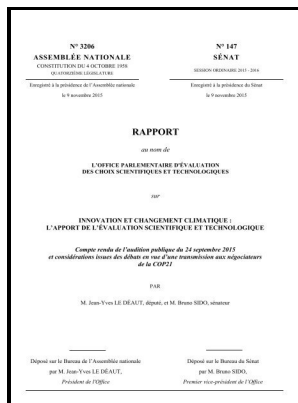 N° 3206
ASSEMBLÉE NATIONALE
CONSTITUTION DU 4 OCTOBRE 1958
QUATORZIÈME LÉGISLATURE
Enregistré à la présidence de l'Assemblée nationale
le 9 novembre 2015
N° 147
SÉNAT
SESSION ORDINAIRE 2015 - 2016
Enregistré à la présidence du Sénat
le 9 novembre 2015
RAPPORT
au nom de
L'OFFICE PARLEMENTAIRE D'ÉVALUATION
DES CHOIX SCIENTIFIQUES ET TECHNOLOGIQUES
sur
INNOVATION ET CHANGEMENT CLIMATIQUE :
L'APPORT DE L'ÉVALUATION SCIENTIFIQUE ET TECHNOLOGIQUE
Compte rendu de l'audition publique du 24 septembre 2015
et considérations issues des débats en vue d'une transmission aux négociateurs
de la COP21
PAR
M. Jean-Yves LE DÉAUT, député, et M. Bruno SIDO, sénateur
Déposé sur le Bureau de l'Assemblée nationale
par M. Jean-Yves LE DÉAUT,
Président de l'Office
Déposé sur le Bureau du Sénat
par M. Bruno SIDO,
Premier vice-président de l'Office